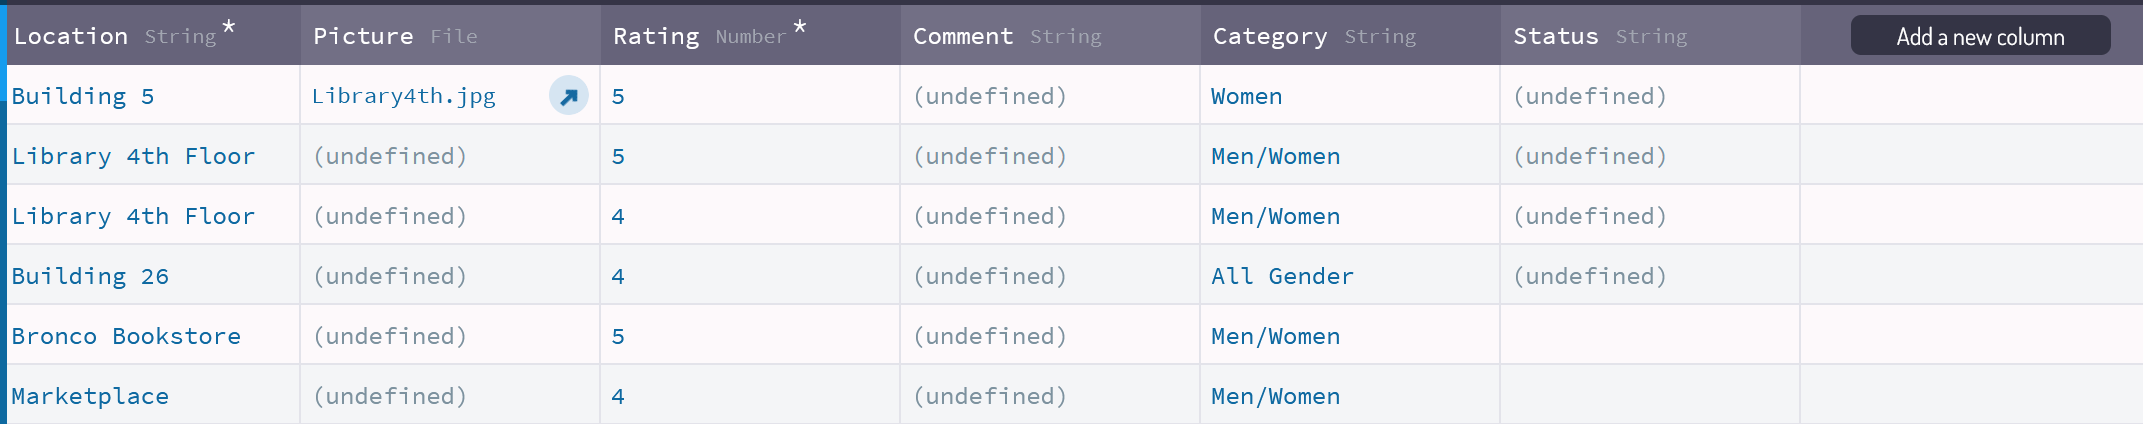 Location String * Picture File Rating Number * Comment String Category String Status String Add a new column
Building 5 Library4th.jpg 5 (undefined) Women (undefined)
Library 4th Floor (undefined) 5 (undefined) Men/Women (undefined)
Library 4th Floor (undefined) 4 (undefined) Men/Women (undefined)
Building 26 (undefined) 4 (undefined) All Gender (undefined)
Bronco Bookstore (undefined) 5 (undefined) Men/Women
Marketplace (undefined) 4 (undefined) Men/Women